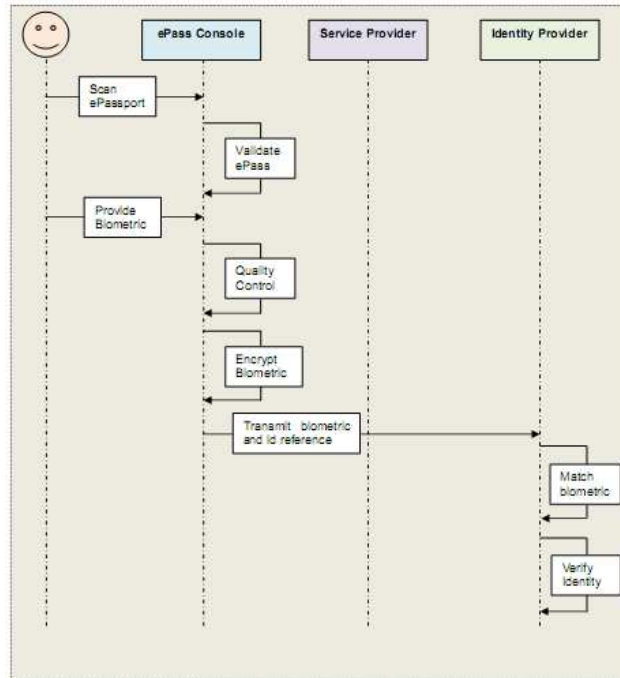 ePass Console
Service Provider
Identity Provider
Scan
ePassport
Validate
ePass
Provide
Biometric
Quality
Control
Encrypt
Biometric
Transmit biometric
and id reference
Match
biometric
Verify
Identity